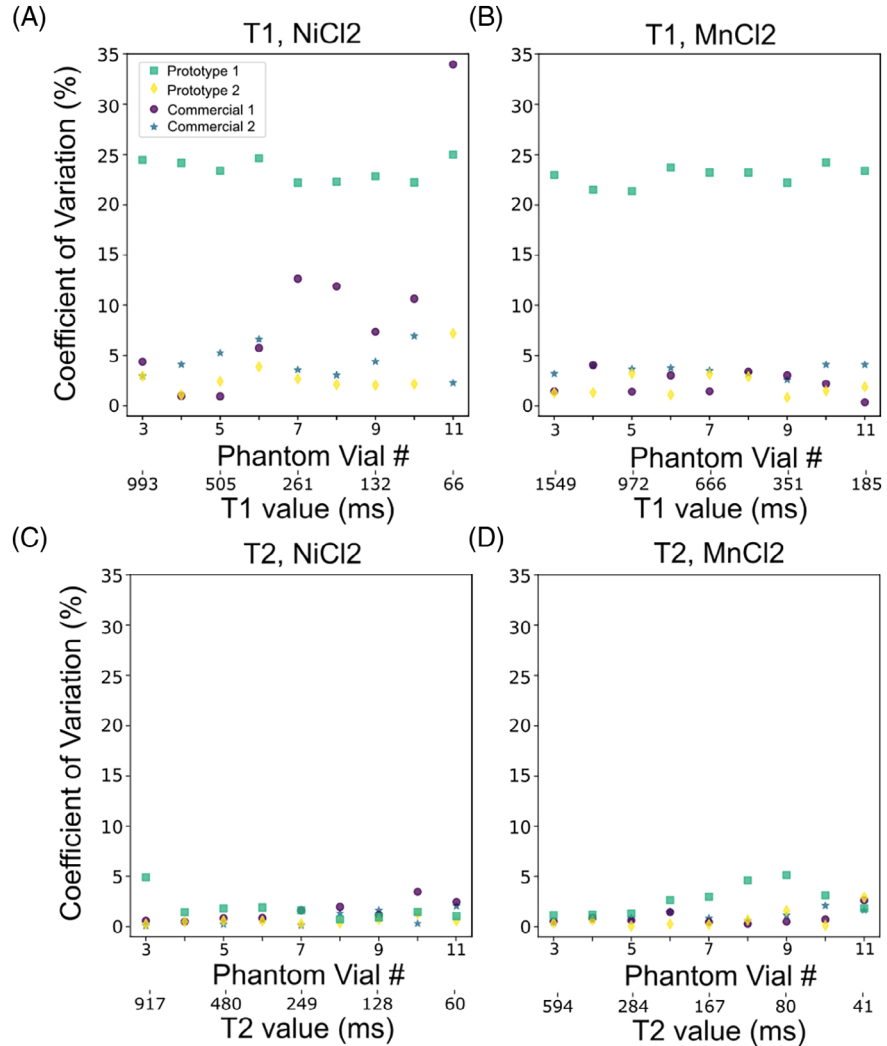 (A)
T1, NiCl2
Coefficient of Variation (%)
35
30
25
20
15
10
5
0
Prototype 1
Prototype 2
Commercial 1
Commercial 2
3 5 7 9 11
Phantom Vial #
993 505 261 132 66
T1 value (ms)
(B)
T1, MnCl2
35
30
25
20
15
10
5
0
3 5 7 9 11
Phantom Vial #
1549 972 666 351 185
T1 value (ms)
(C)
T2, NiCl2
Coefficient of Variation (%)
35
30
25
20
15
10
5
0
3 5 7 9 11
Phantom Vial #
917 480 249 128 60
T2 value (ms)
(D)
T2, MnCl2
35
30
25
20
15
10
5
0
3 5 7 9 11
Phantom Vial #
594 284 167 80 41
T2 value (ms)